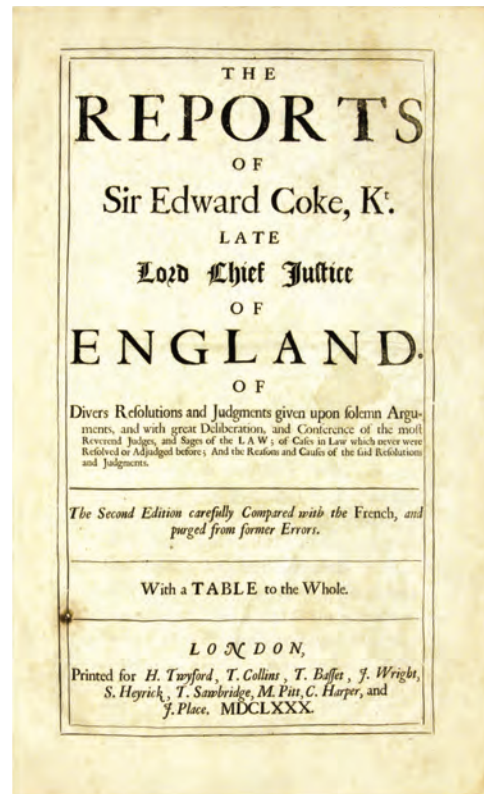 THE
REPORTS
OF
Sir Edward Coke, Kt.
LATE
Lord Chief Juſtice
OF
ENGLAND.
OF
Divers Reſolutions and Judgments given upon ſolemn Argu-
ments, and with great Deliberation, and Conference of the moſt
Reverend Judges, and Sages of the LAW; of Caſes in Law which never were
Reſolved or Adjudged before; And the Reaſons and Cauſes of the ſaid Reſolutions
and Judgments.
The Second Edition carefully Compared with the French, and
purged from former Errors.
With a TABLE to the Whole.
LONDON,
Printed for H. Twyford, T. Collins, T. Baſſet, J. Wright,
S. Heyrick, T. Sawbridge, M. Pitt, C. Harper, and
J. Place. MDCLXXX.